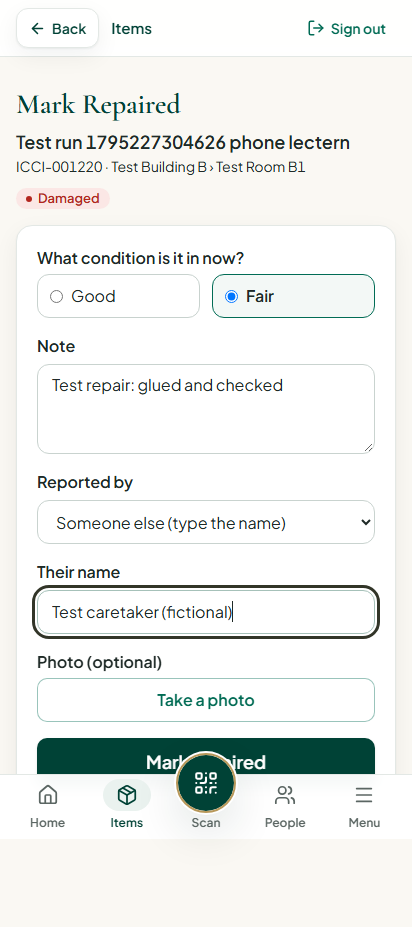 Back
Items
Sign out
Mark Repaired
Test run 1795227304626 phone lectern
ICCI-001220 · Test Building B › Test Room B1
Damaged
What condition is it in now?
Good
Fair
Note
Test repair: glued and checked
Reported by
Someone else (type the name)
Their name
Test caretaker (fictional)
Photo (optional)
Take a photo
Home
Items
Scan
People
Menu